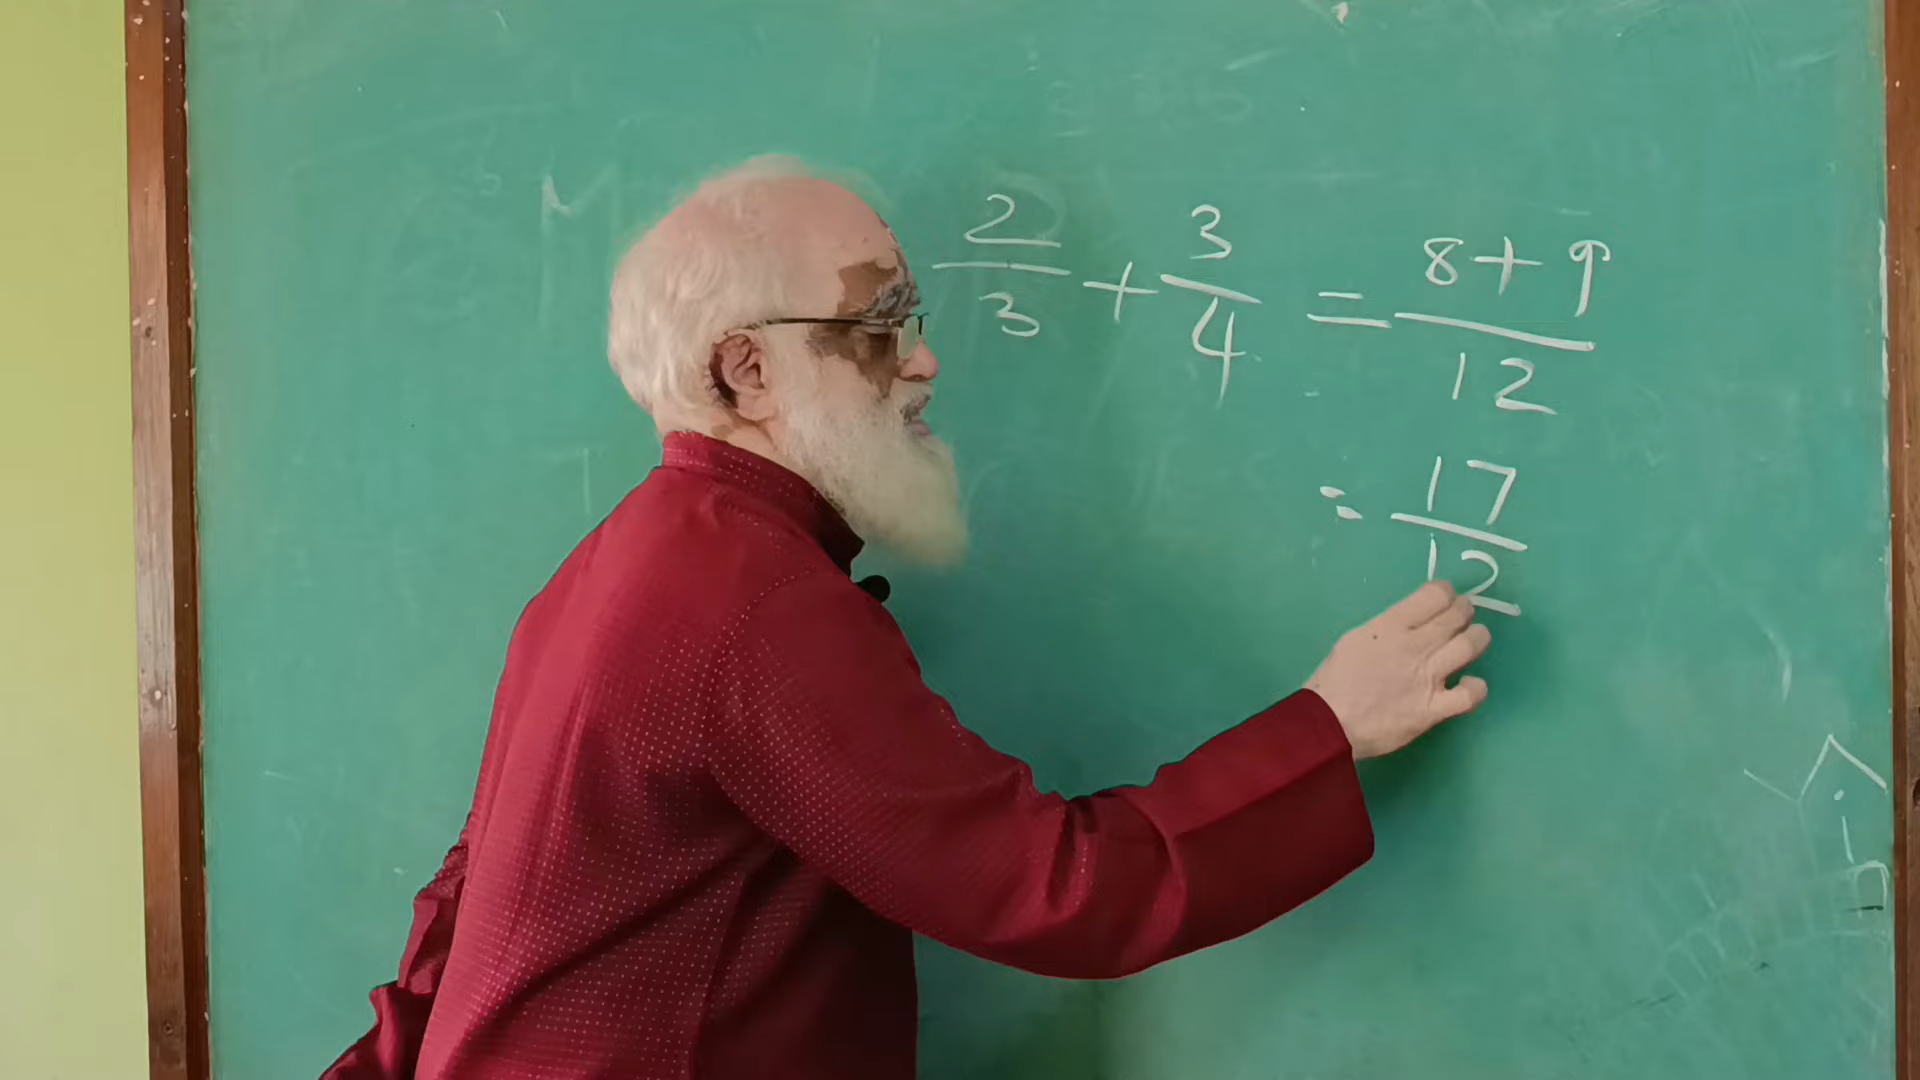 2/3 + 3/4 = (8+9)/12
= 17/12